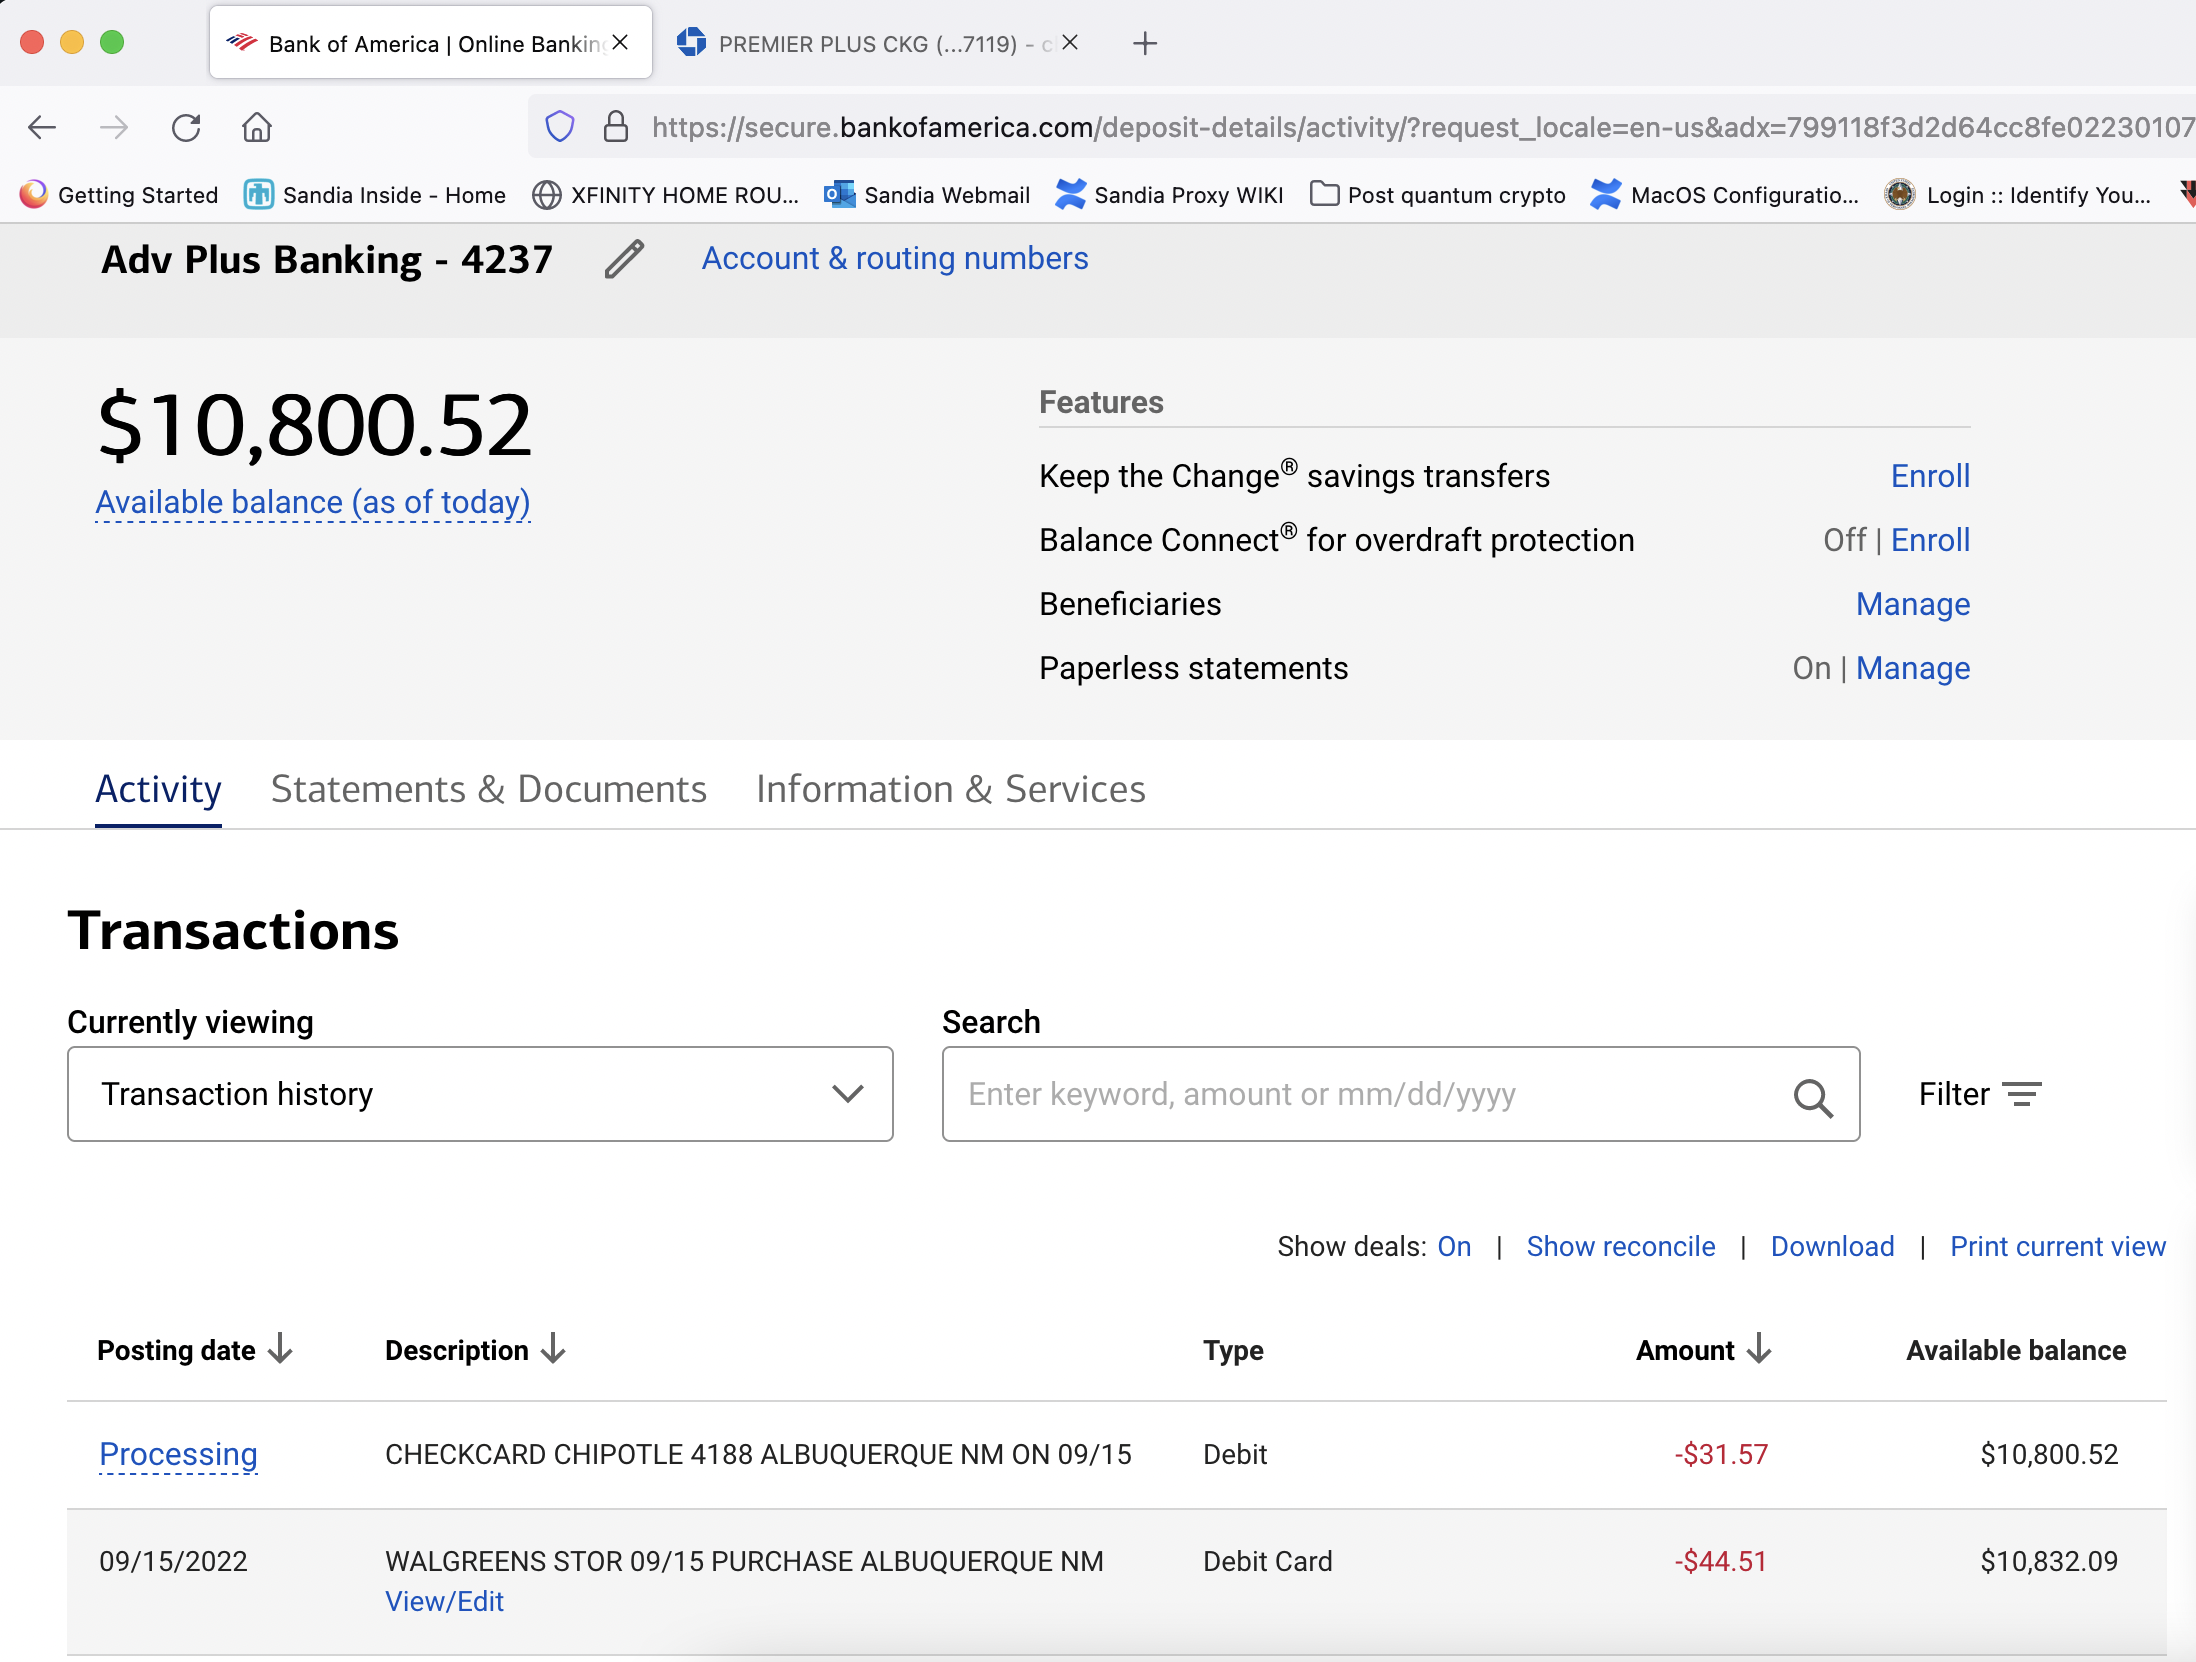 Bank of America | Online Banking
PREMIER PLUS CKG (...7119) - c
https://secure.bankofamerica.com/deposit-details/activity/?request_locale=en-us&adx=799118f3d2d64cc8fe02230107
Getting Started
Sandia Inside - Home
XFINITY HOME ROU...
Sandia Webmail
Sandia Proxy WIKI
Post quantum crypto
MacOS Configuratio...
Login :: Identify You...
Adv Plus Banking - 4237
Account & routing numbers
$10,800.52
Available balance (as of today)
Features
Keep the Change® savings transfers Enroll
Balance Connect® for overdraft protection Off | Enroll
Beneficiaries Manage
Paperless statements On | Manage
Activity Statements & Documents Information & Services
Transactions
Currently viewing
Transaction history
Search
Enter keyword, amount or mm/dd/yyyy
Filter
Show deals: On | Show reconcile | Download | Print current view
Posting date Description Type Amount Available balance
Processing CHECKCARD CHIPOTLE 4188 ALBUQUERQUE NM ON 09/15 Debit -$31.57 $10,800.52
09/15/2022 WALGREENS STOR 09/15 PURCHASE ALBUQUERQUE NM Debit Card -$44.51 $10,832.09
View/Edit